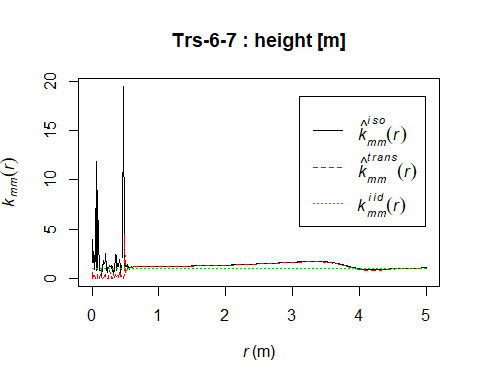 Trs-6-7 : height [m]
20
15
10
5
0
k_mm(r)
k̂_mm^iso(r)
k̂_mm^trans(r)
k_mm^iid(r)
0 1 2 3 4 5
r (m)